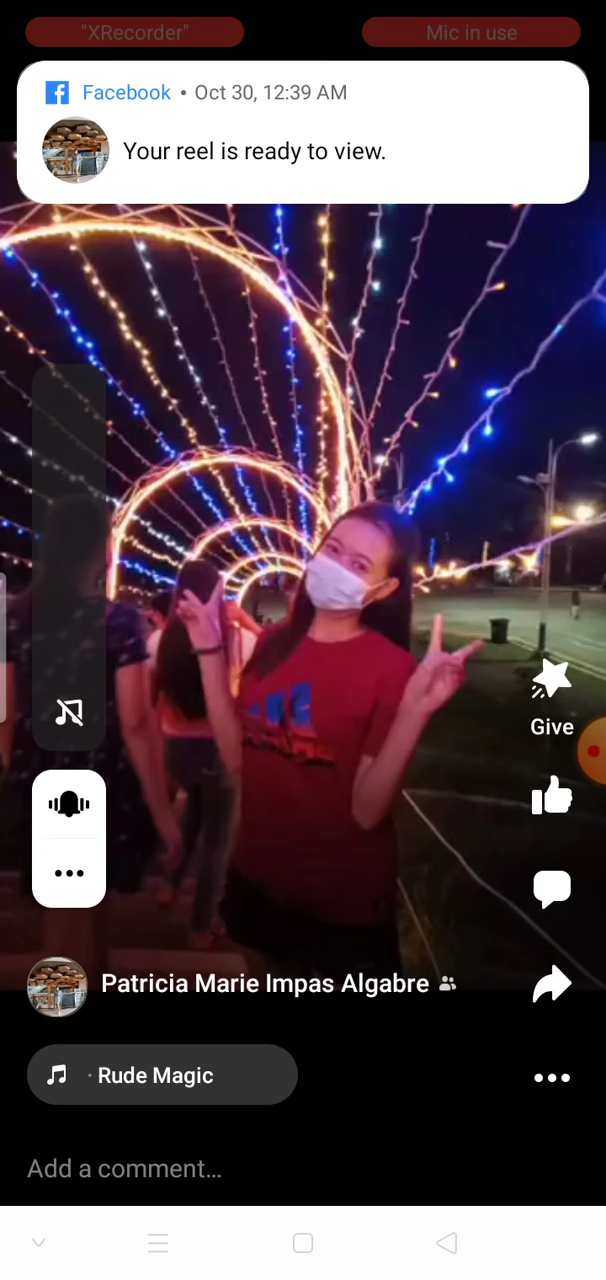 "XRecorder"
Mic in use
Facebook • Oct 30, 12:39 AM
Your reel is ready to view.
Give
Patricia Marie Impas Algabre
· Rude Magic
Add a comment...